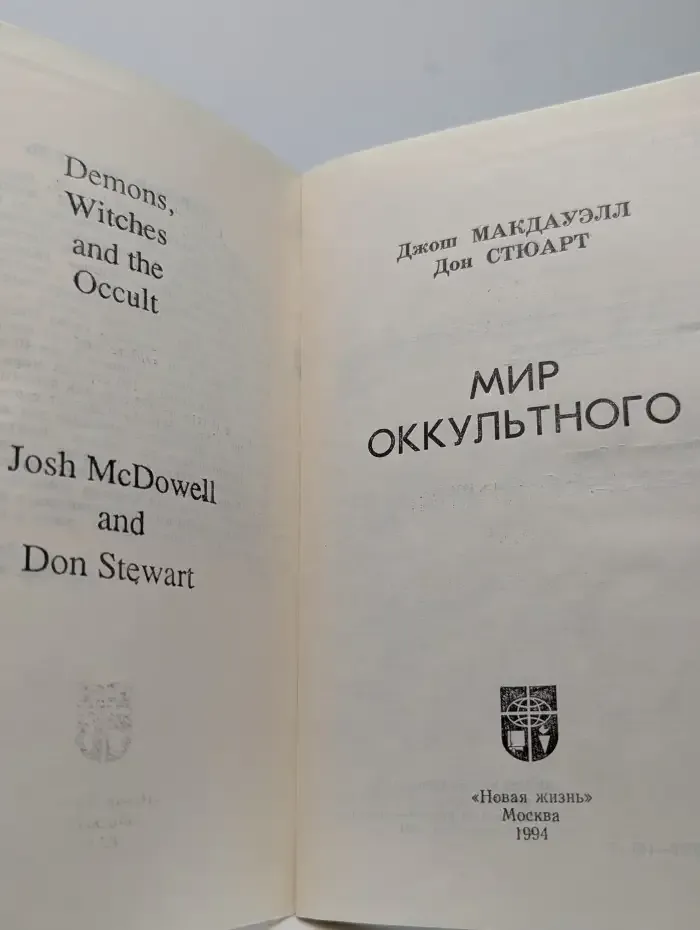 Demons,
Witches
and the
Occult
Josh McDowell
and
Don Stewart
Джош МАКДАУЭЛЛ
Дон СТЮАРТ
МИР
ОККУЛЬТНОГО
«Новая жизнь»
Москва
1994